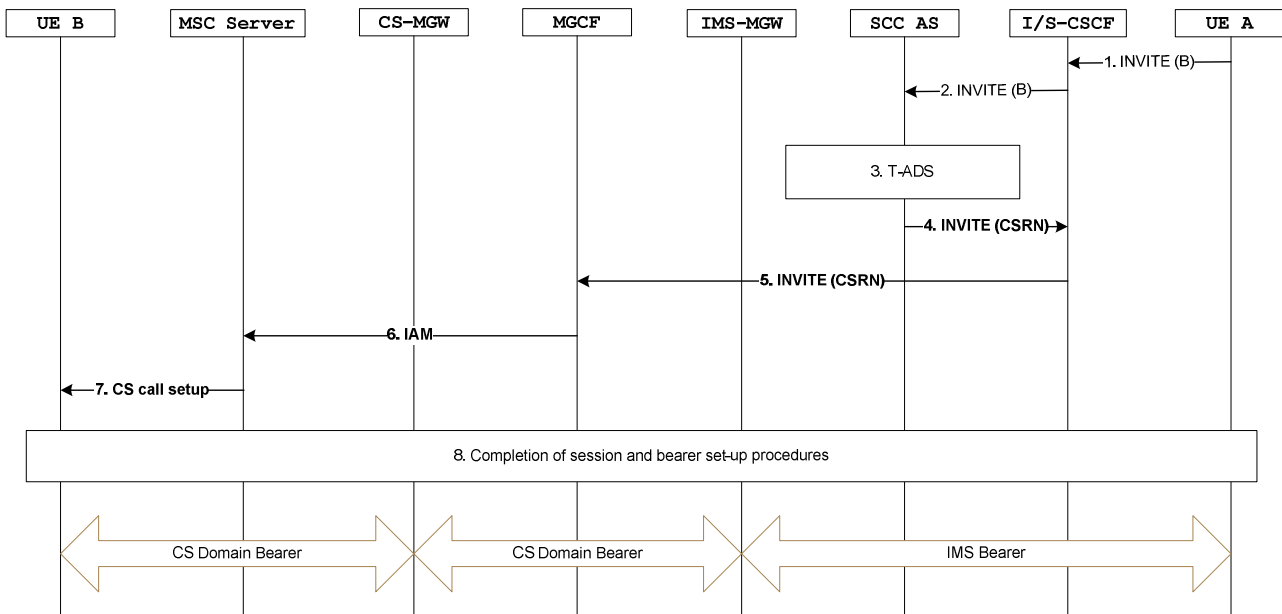 UE B
MSC Server
CS-MGW
MGCF
IMS-MGW
SCC AS
I/S-CSCF
UE A
1. INVITE (B)
2. INVITE (B)
3. T-ADS
4. INVITE (CSRN)
5. INVITE (CSRN)
6. IAM
7. CS call setup
8. Completion of session and bearer set-up procedures
CS Domain Bearer
CS Domain Bearer
IMS Bearer